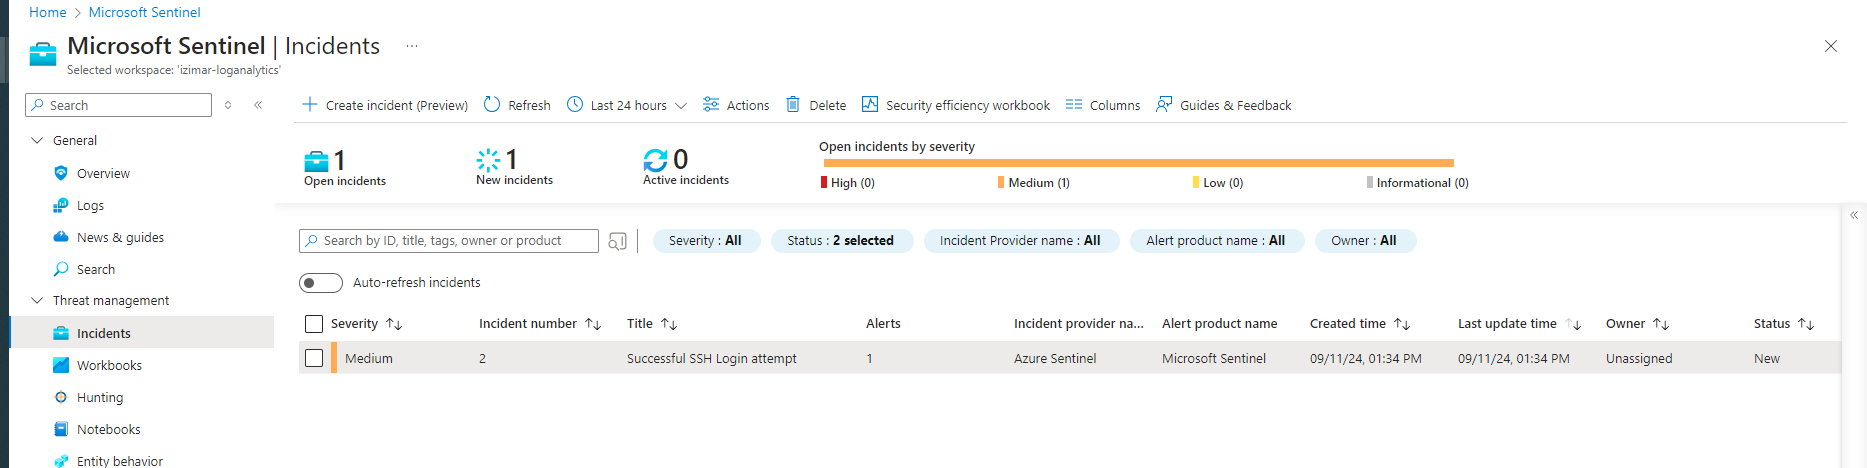 Home > Microsoft Sentinel
Microsoft Sentinel | Incidents ...
Selected workspace: 'izimar-loganalytics'
Search
General
Overview
Logs
News & guides
Search
Threat management
Incidents
Workbooks
Hunting
Notebooks
Entity behavior
Create incident (Preview) Refresh Last 24 hours Actions Delete Security efficiency workbook Columns Guides & Feedback
1 Open incidents
1 New incidents
0 Active incidents
Open incidents by severity
High (0) Medium (1) Low (0) Informational (0)
Search by ID, title, tags, owner or product
Severity : All Status : 2 selected Incident Provider name : All Alert product name : All Owner : All
Auto-refresh incidents
Severity Incident number Title Alerts Incident provider na... Alert product name Created time Last update time Owner Status
Medium 2 Successful SSH Login attempt 1 Azure Sentinel Microsoft Sentinel 09/11/24, 01:34 PM 09/11/24, 01:34 PM Unassigned New